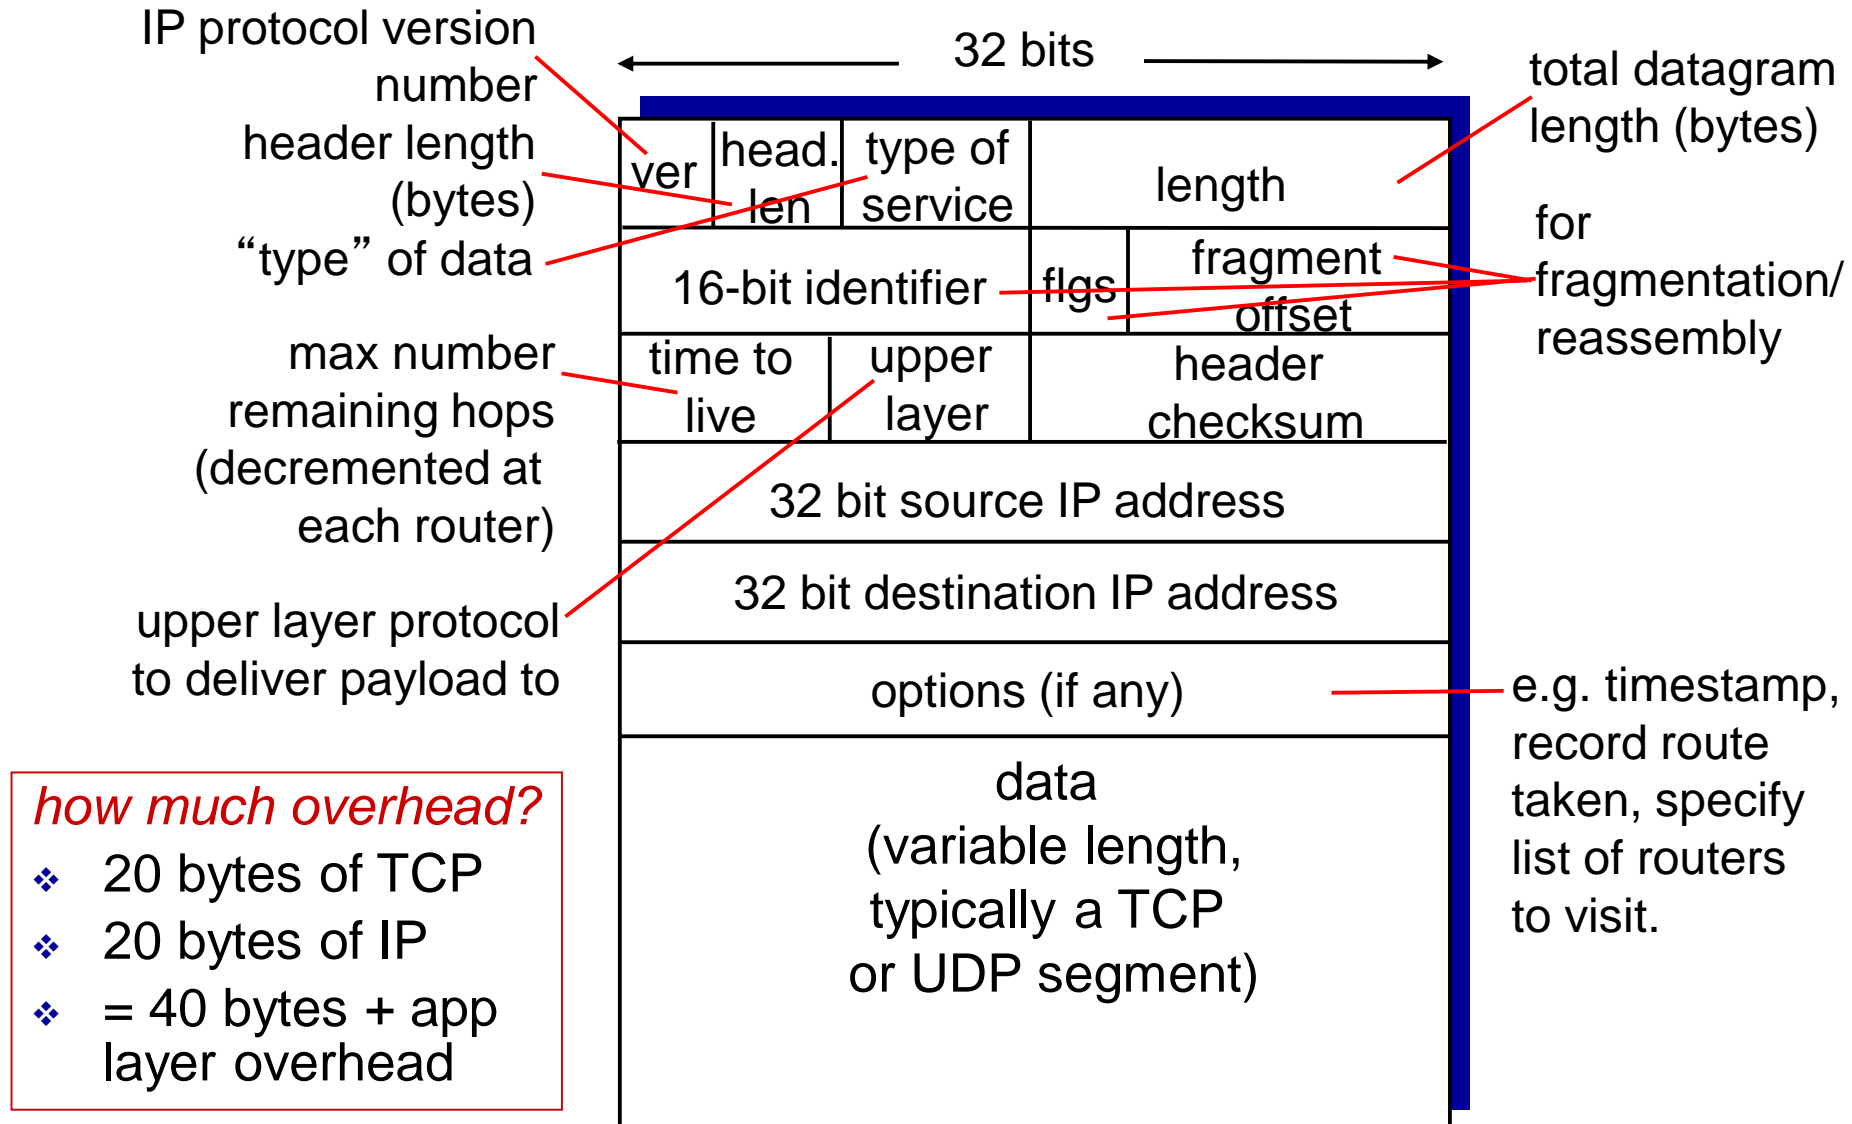 IP protocol version
number
header length
(bytes)
“type” of data
max number
remaining hops
(decremented at
each router)
upper layer protocol
to deliver payload to
how much overhead?
❖ 20 bytes of TCP
❖ 20 bytes of IP
❖ = 40 bytes + app
layer overhead
32 bits
ver
head.
len
type of
service
length
16-bit identifier
flgs
fragment
offset
time to
live
upper
layer
header
checksum
32 bit source IP address
32 bit destination IP address
options (if any)
data
(variable length,
typically a TCP
or UDP segment)
total datagram
length (bytes)
for
fragmentation/
reassembly
e.g. timestamp,
record route
taken, specify
list of routers
to visit.